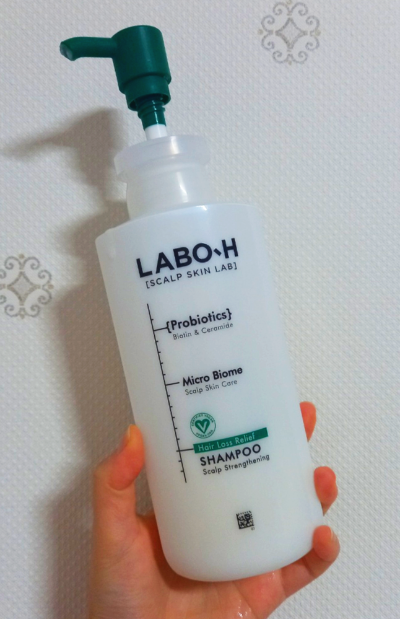 LABO-H
[SCALP SKIN LAB]
{Probiotics}
Biotin & Ceramide
Micro Biome
Scalp Skin Care
Hair Loss Relief
SHAMPOO
Scalp Strengthening